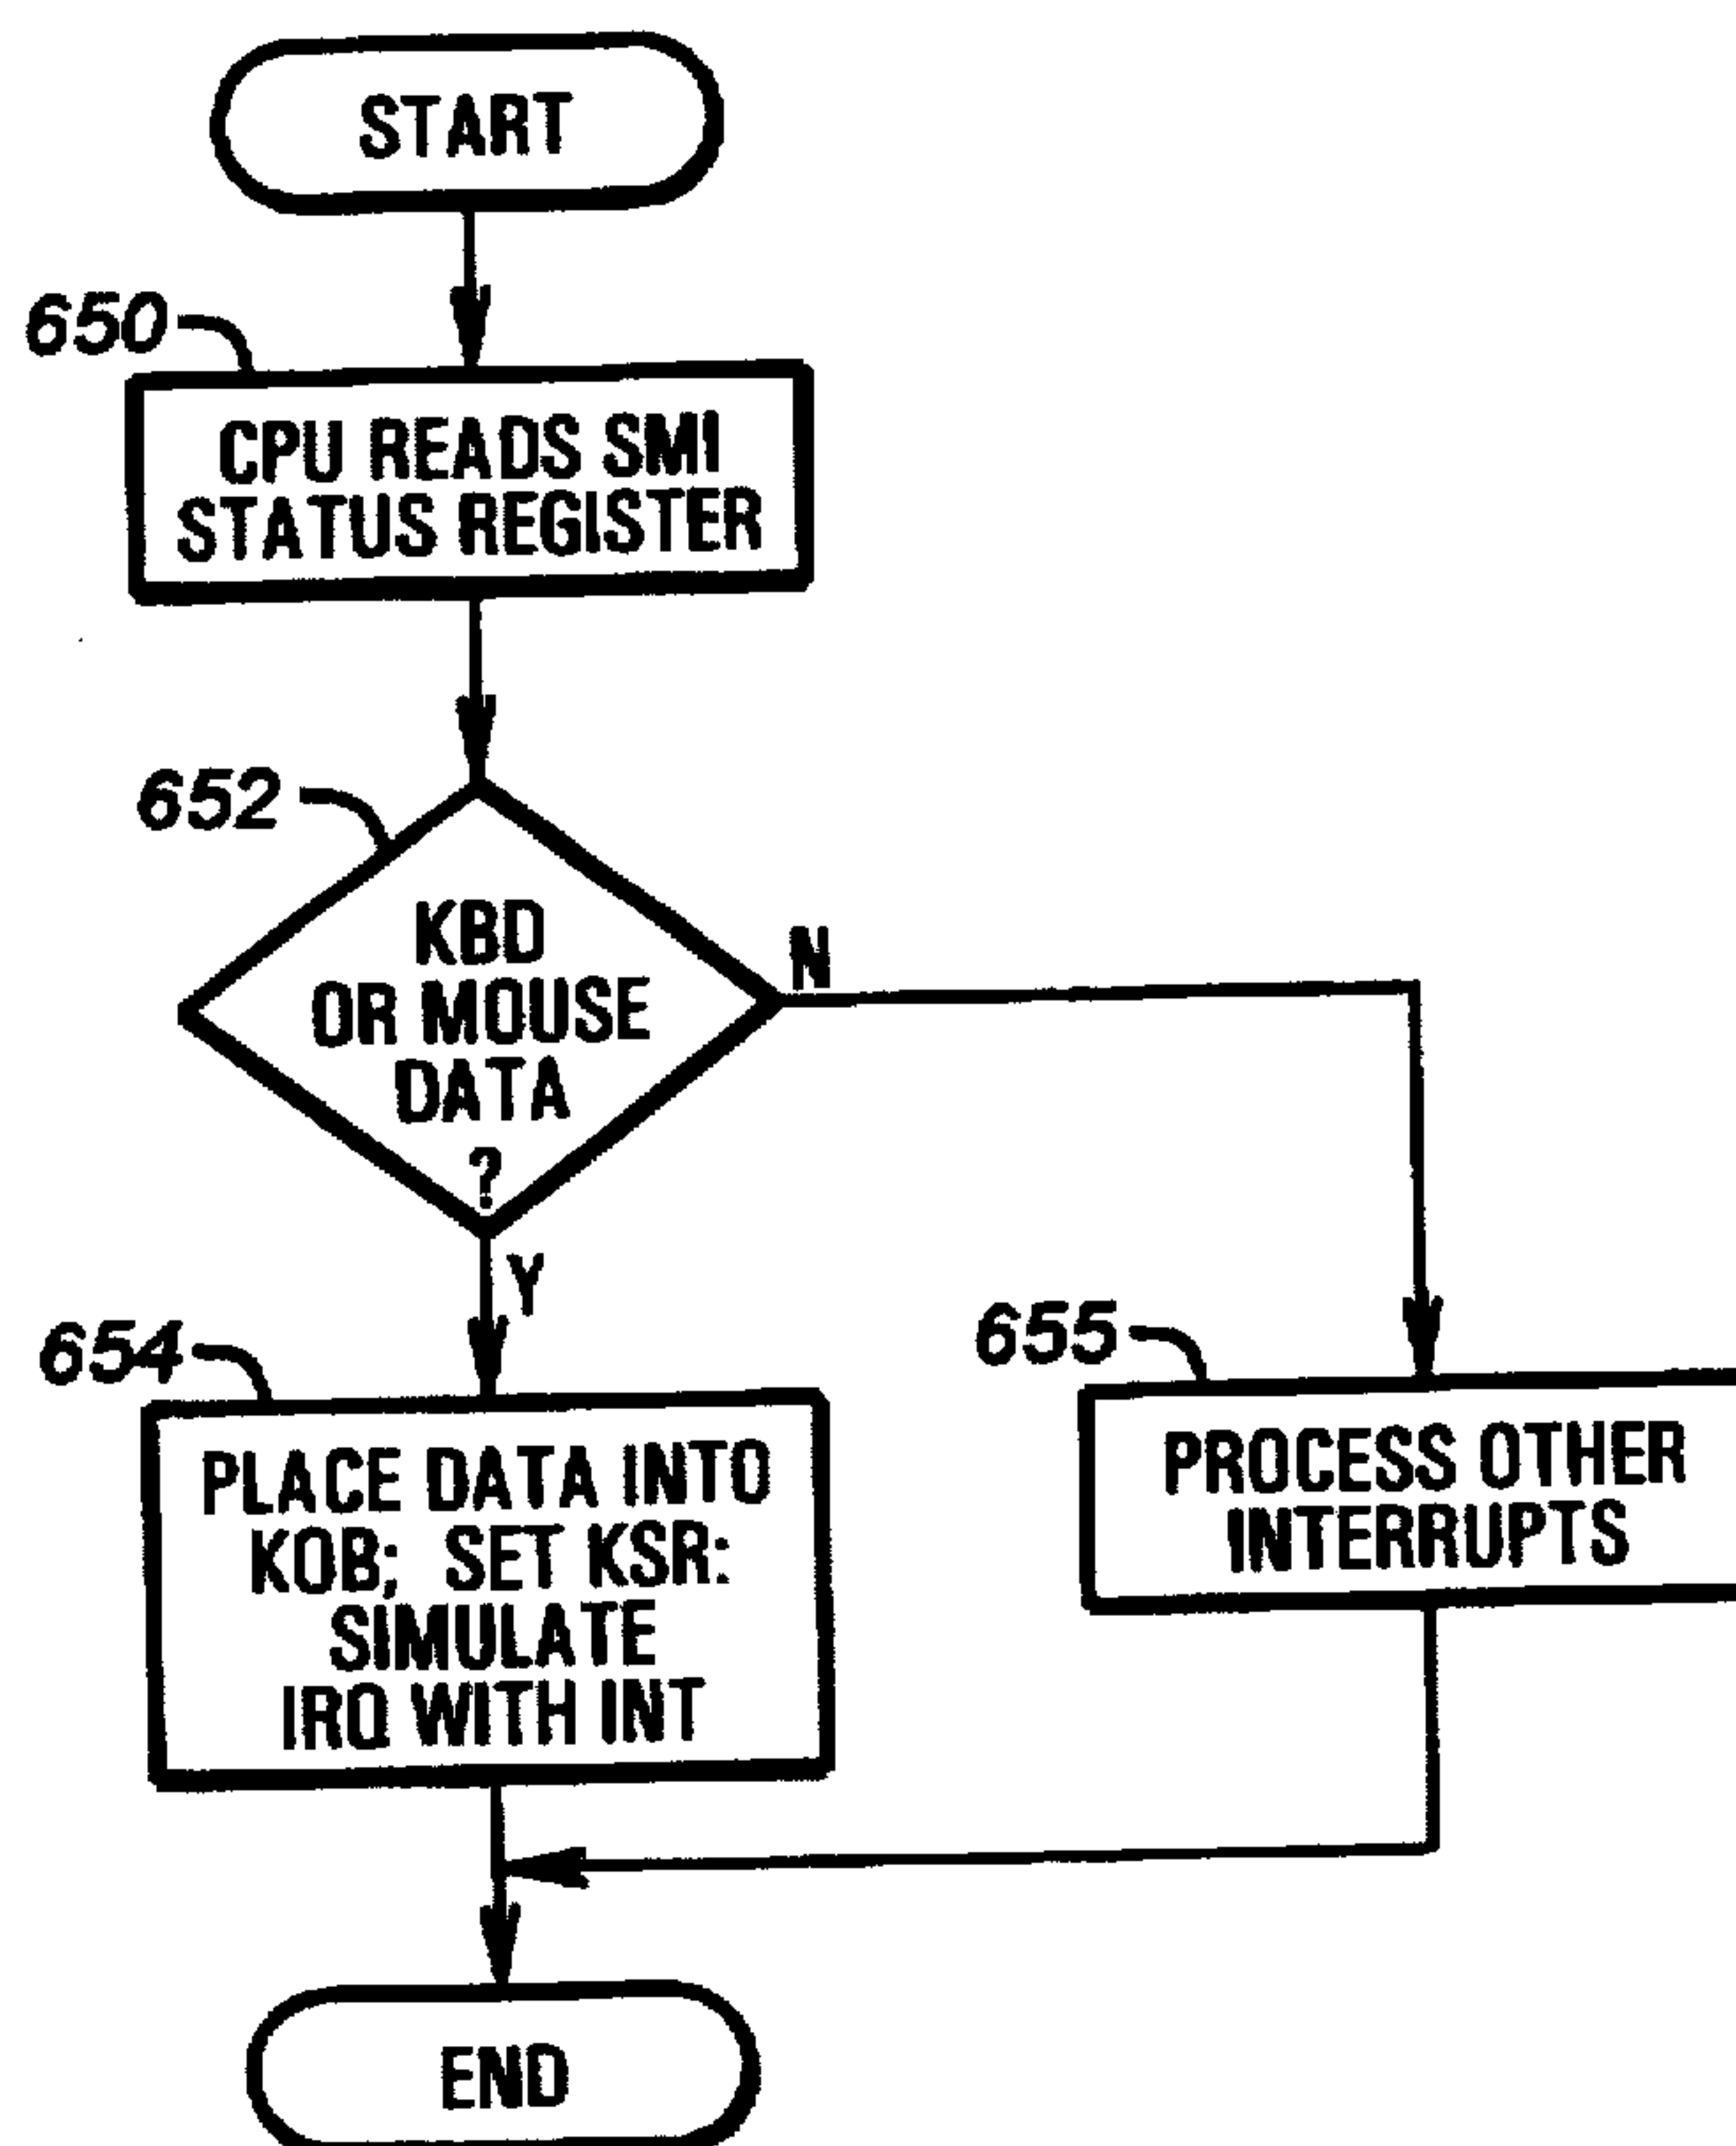 START
650
CPU READS SMI
STATUS REGISTER
652
KBD
OR MOUSE
DATA
?
N
Y
654
PLACE DATA INTO
KOB; SET KSR:
SIMULATE
IRO WITH INT
655
PROCESS OTHER
INTERRUPTS
END